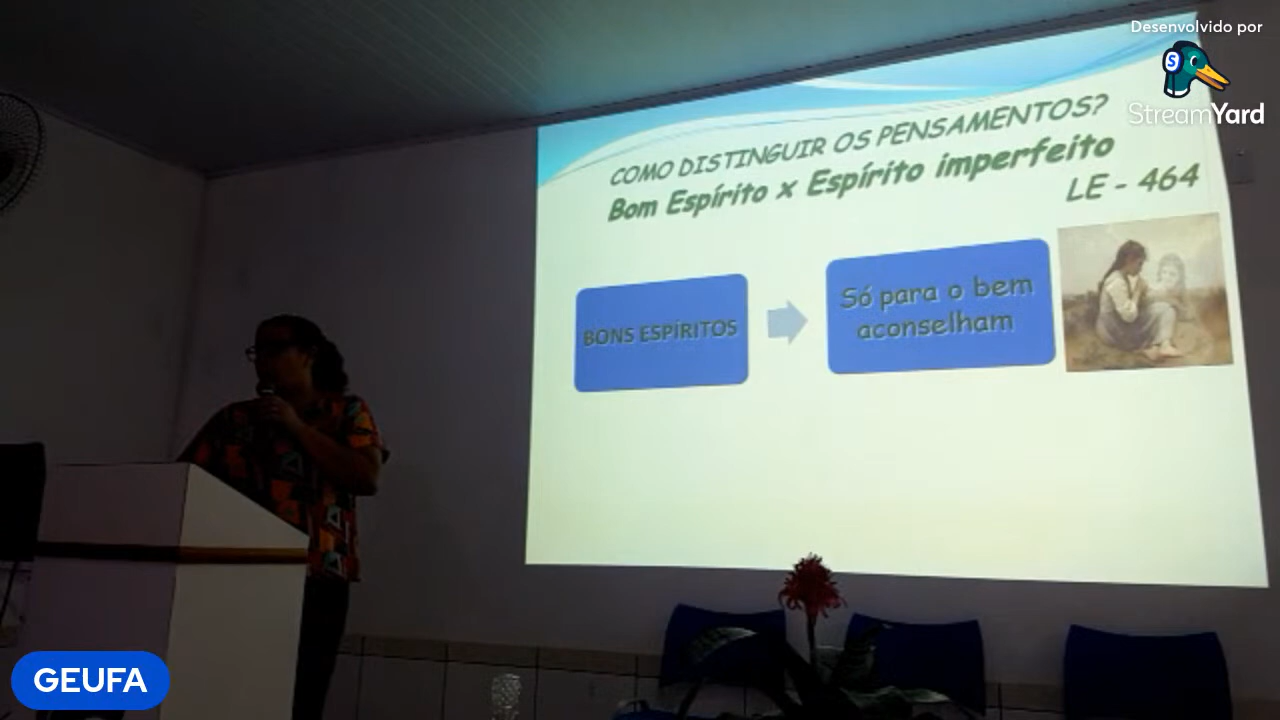 Desenvolvido por
StreamYard
COMO DISTINGUIR OS PENSAMENTOS?
Bom Espírito x Espírito imperfeito
LE - 464
BONS ESPÍRITOS
Só para o bem
aconselham
GEUFA